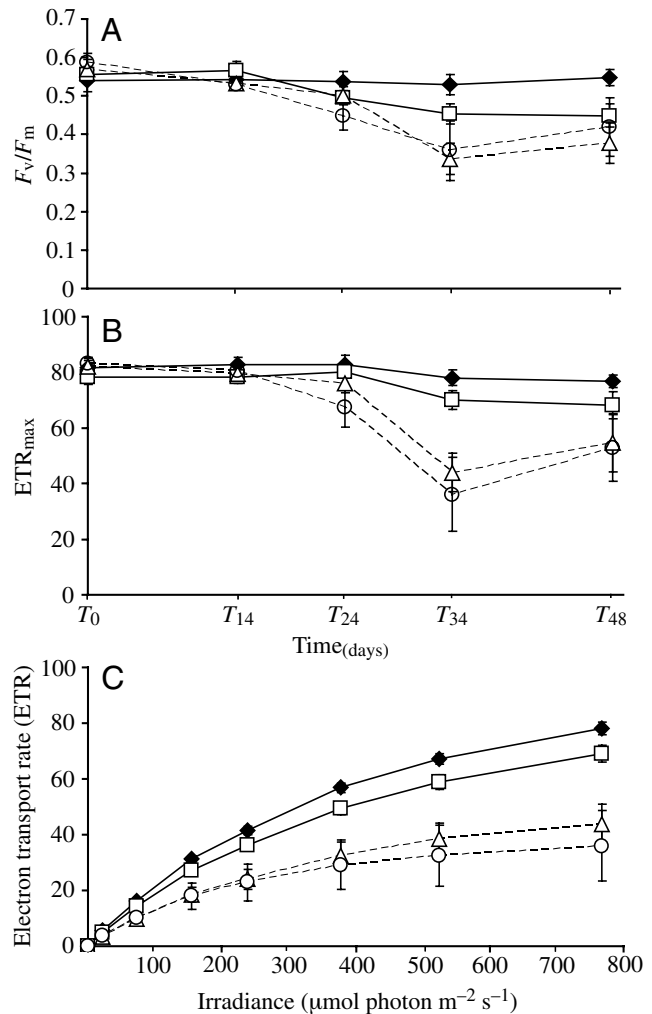 A
0.7
0.6
0.5
0.4
0.3
0.2
0.1
0
Fv/Fm
B
100
80
60
40
20
0
ETRmax
T0 T14 T24 T34 T48
Time(days)
C
100
80
60
40
20
0
Electron transport rate (ETR)
100 200 300 400 500 600 700 800
Irradiance (μmol photon m–2 s–1)